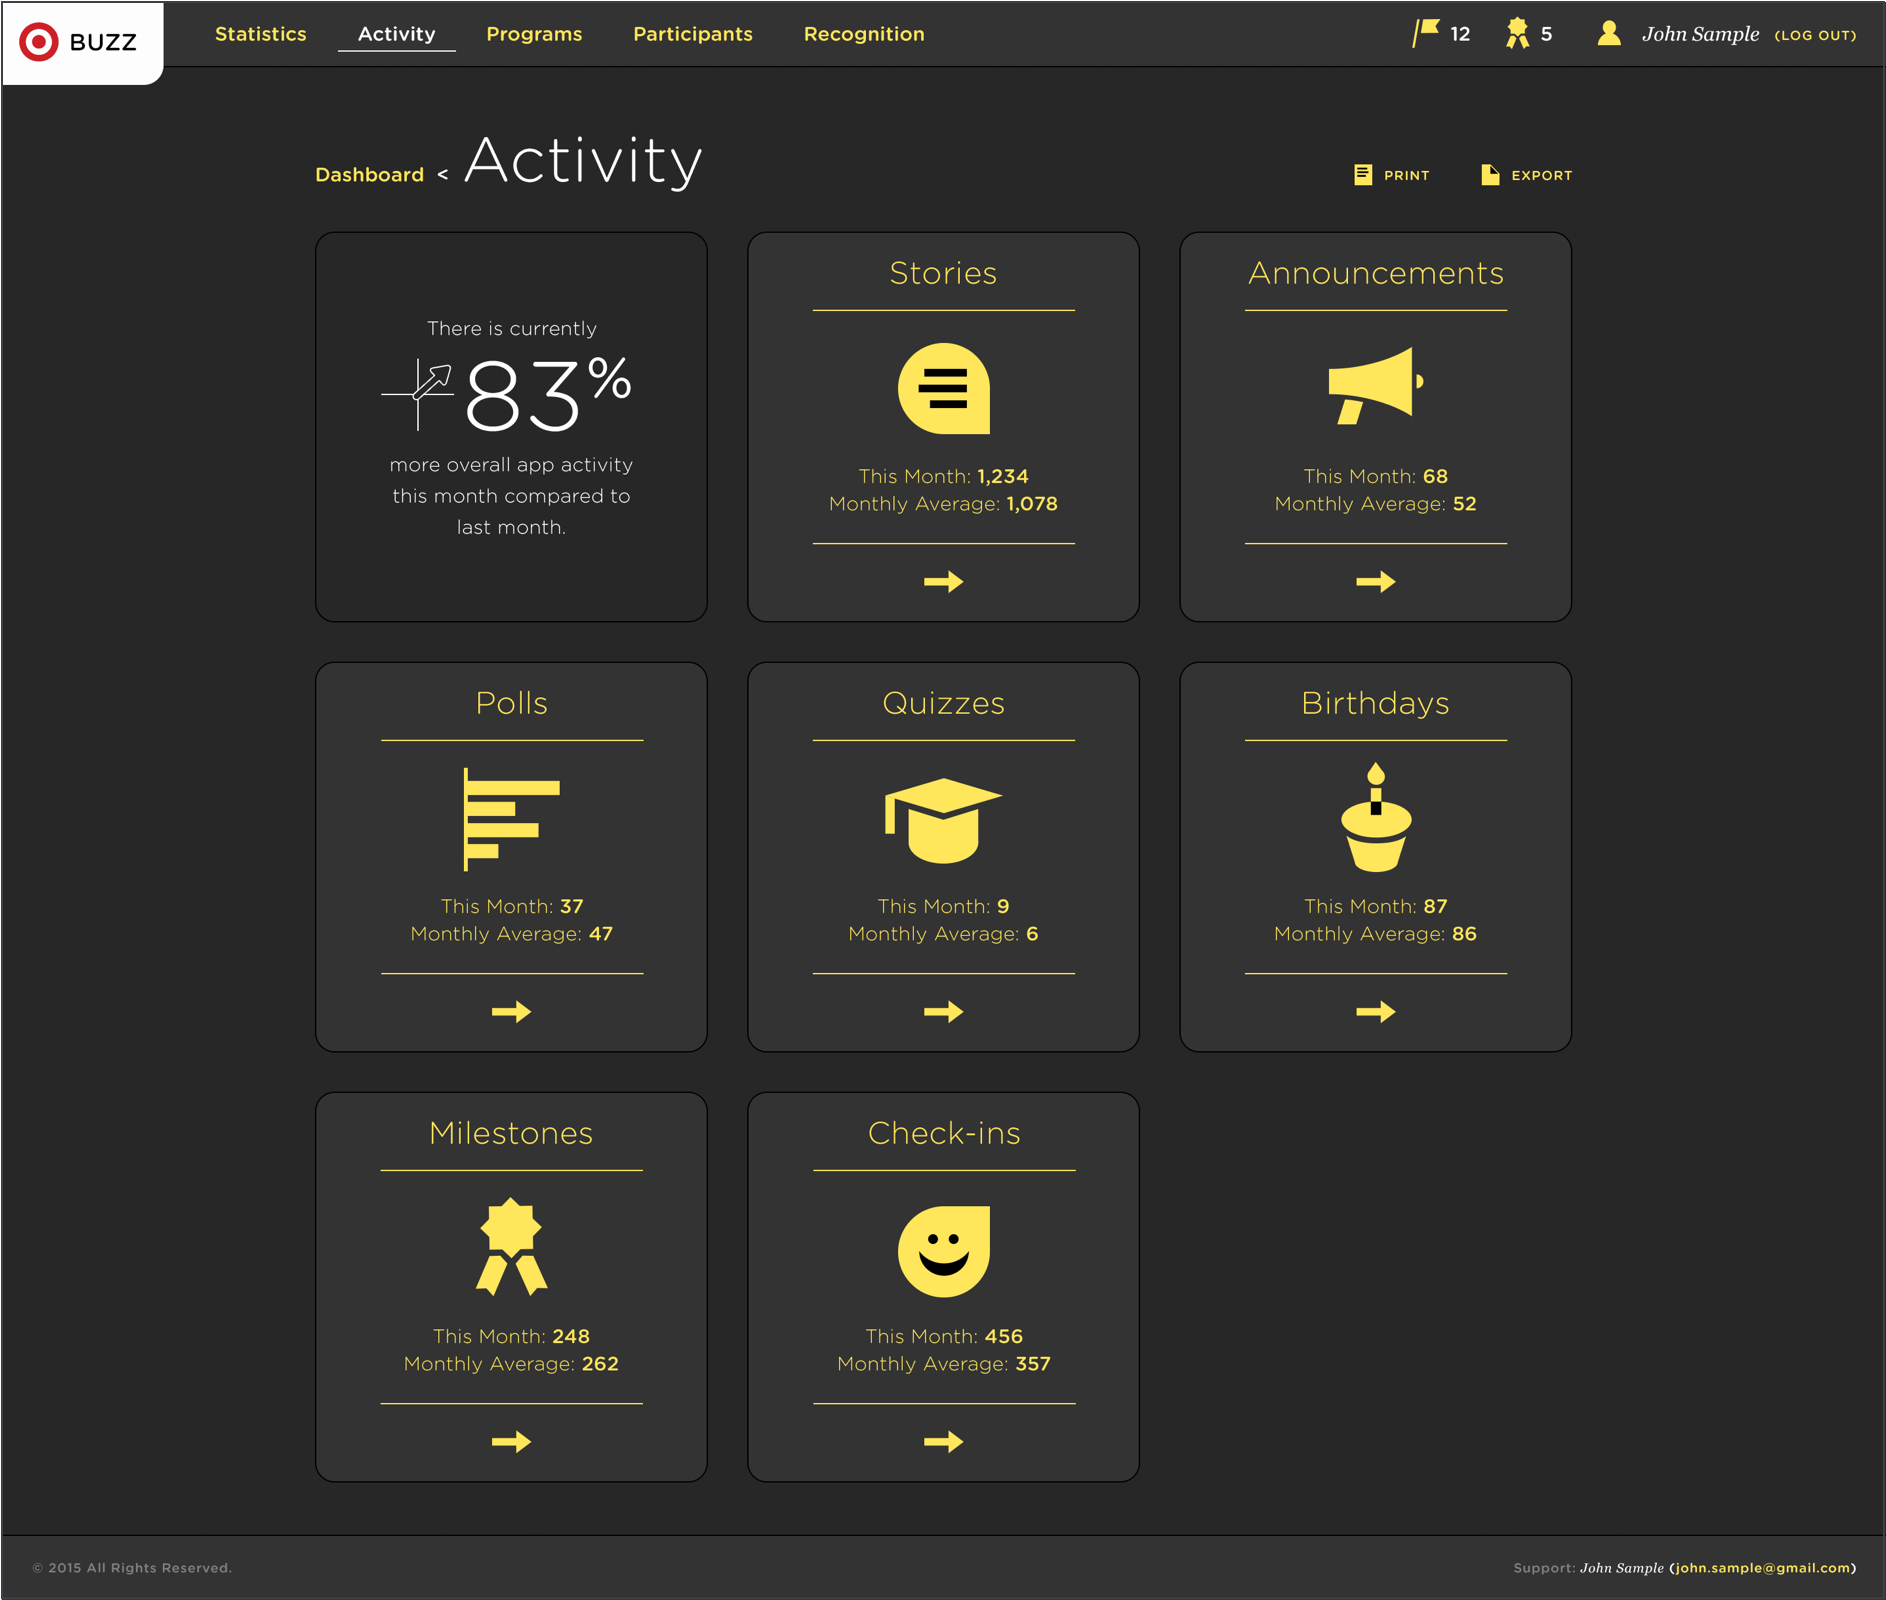 BUZZ
Statistics Activity Programs Participants Recognition 12 5 John Sample (LOG OUT)
Dashboard < Activity
PRINT EXPORT
There is currently
83%
more overall app activity
this month compared to
last month.
Stories
This Month: 1,234
Monthly Average: 1,078
Announcements
This Month: 68
Monthly Average: 52
Polls
This Month: 37
Monthly Average: 47
Quizzes
This Month: 9
Monthly Average: 6
Birthdays
This Month: 87
Monthly Average: 86
Milestones
This Month: 248
Monthly Average: 262
Check-ins
This Month: 456
Monthly Average: 357
© 2015 All Rights Reserved.
Support: John Sample (john.sample@gmail.com)